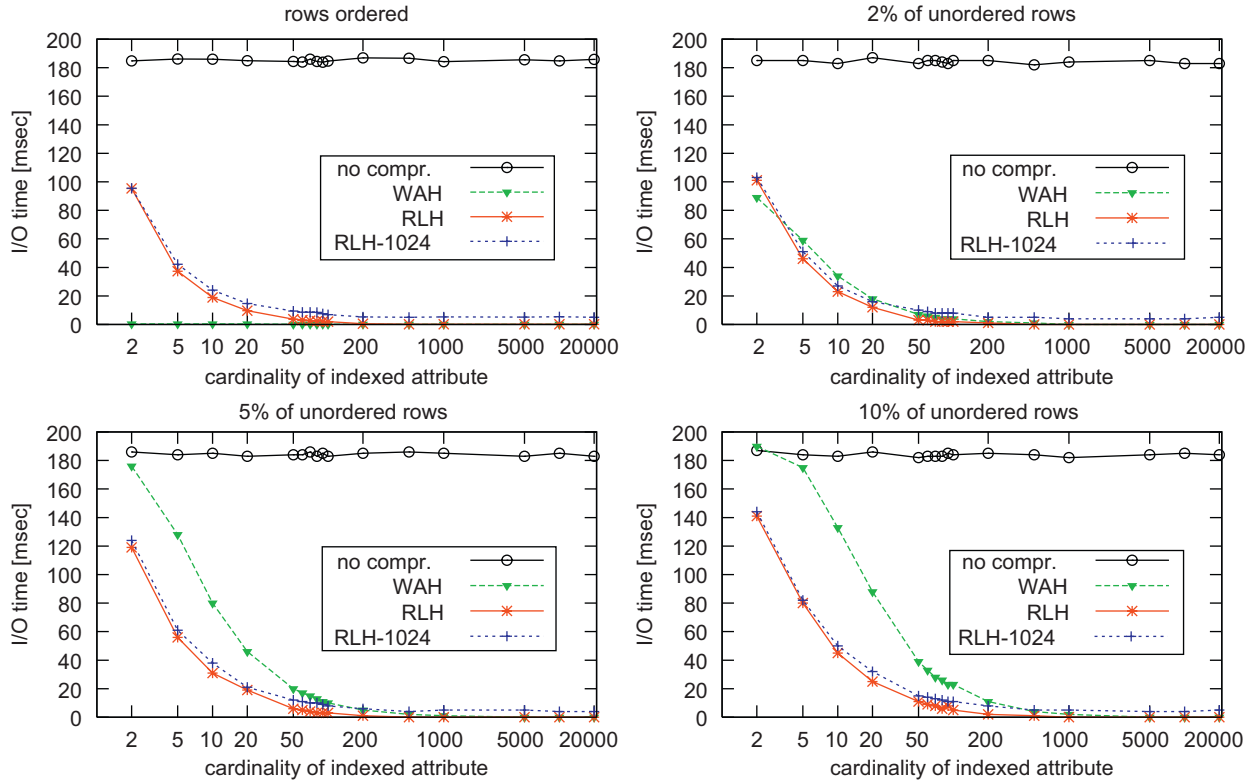 rows ordered
I/O time [msec]
200
180
160
140
120
100
80
60
40
20
0
no compr.
WAH
RLH
RLH-1024
2 5 10 20 50 200 1000 5000 20000
cardinality of indexed attribute
2% of unordered rows
I/O time [msec]
200
180
160
140
120
100
80
60
40
20
0
no compr.
WAH
RLH
RLH-1024
2 5 10 20 50 200 1000 5000 20000
cardinality of indexed attribute
5% of unordered rows
I/O time [msec]
200
180
160
140
120
100
80
60
40
20
0
no compr.
WAH
RLH
RLH-1024
2 5 10 20 50 200 1000 5000 20000
cardinality of indexed attribute
10% of unordered rows
I/O time [msec]
200
180
160
140
120
100
80
60
40
20
0
no compr.
WAH
RLH
RLH-1024
2 5 10 20 50 200 1000 5000 20000
cardinality of indexed attribute